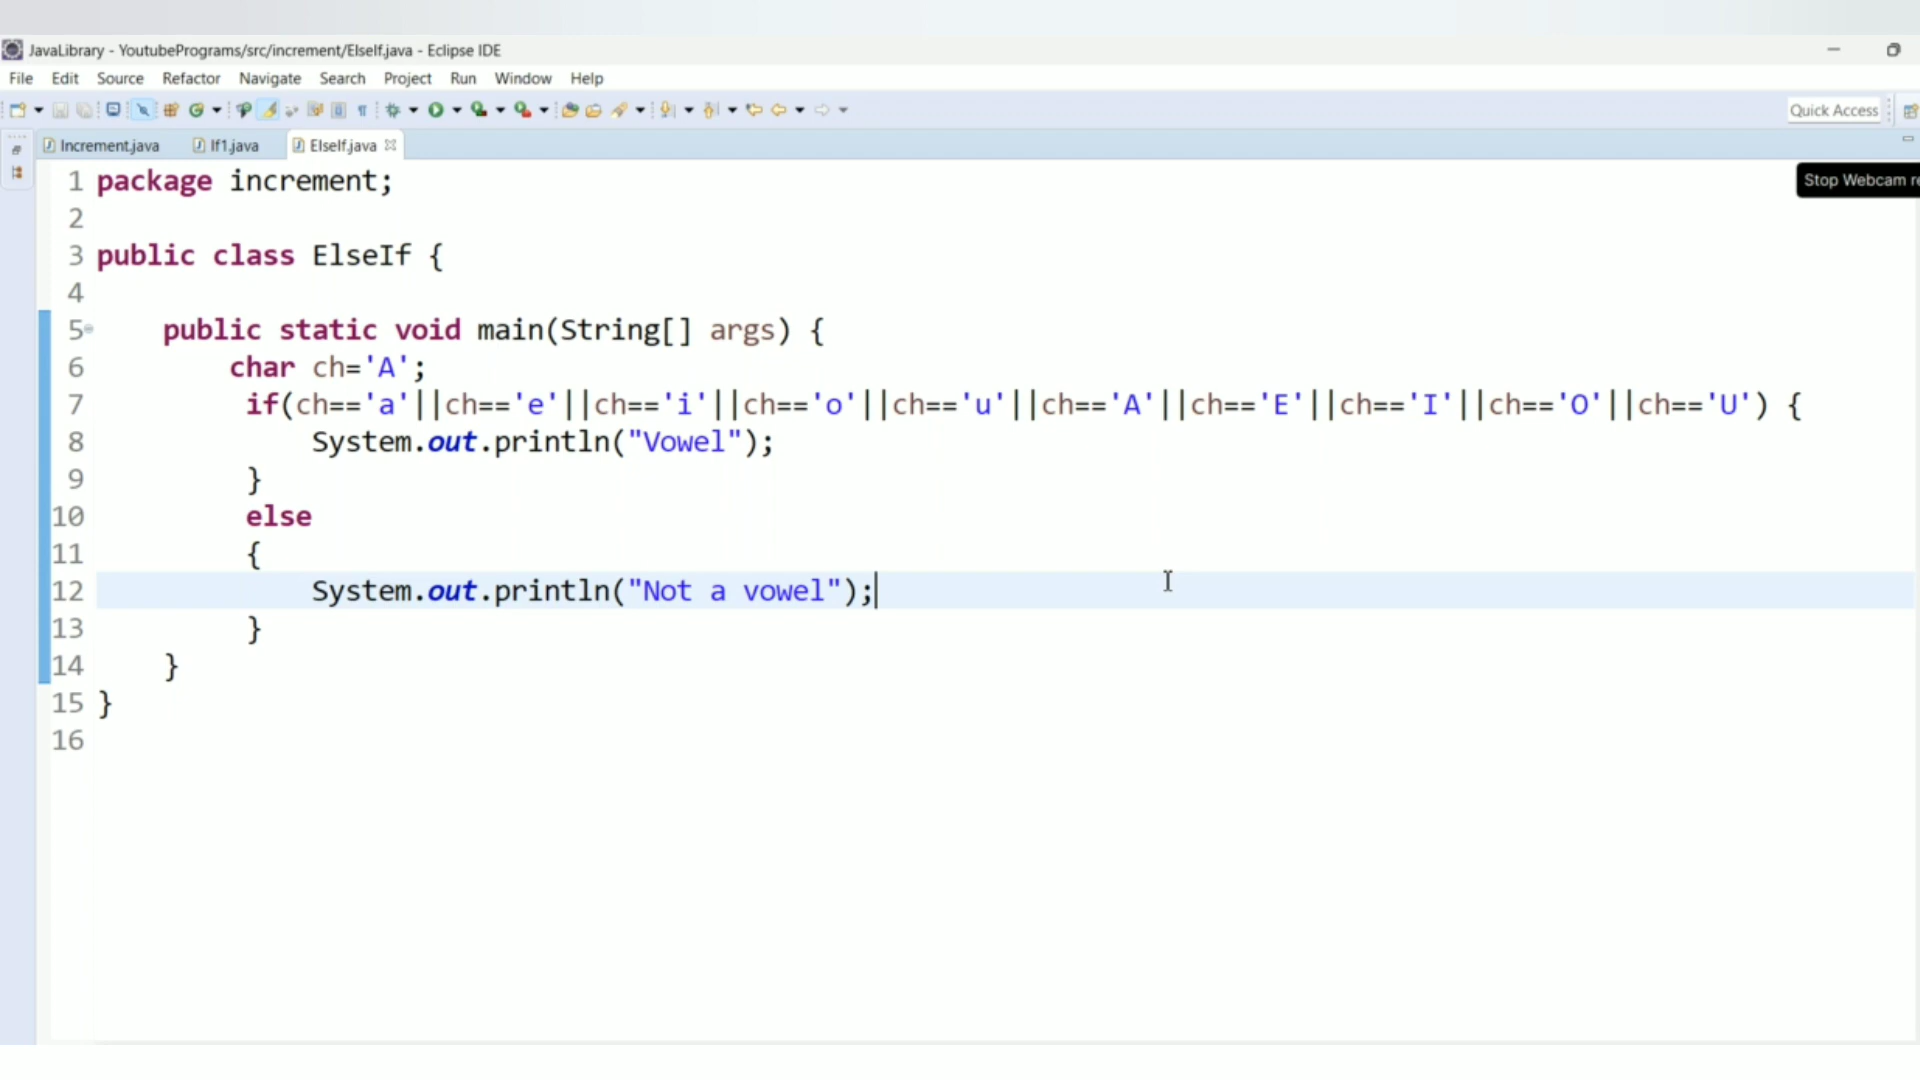 JavaLibrary - YoutubePrograms/src/increment/ElseIf.java - Eclipse IDE
File Edit Source Refactor Navigate Search Project Run Window Help
Quick Access
Increment.java If1.java ElseIf.java
Stop Webcam re
1 package increment;
2
3 public class ElseIf {
4
5 public static void main(String[] args) {
6 char ch='A';
7 if(ch=='a'||ch=='e'||ch=='i'||ch=='o'||ch=='u'||ch=='A'||ch=='E'||ch=='I'||ch=='O'||ch=='U') {
8 System.out.println("Vowel");
9 }
10 else
11 {
12 System.out.println("Not a vowel");
13 }
14 }
15 }
16